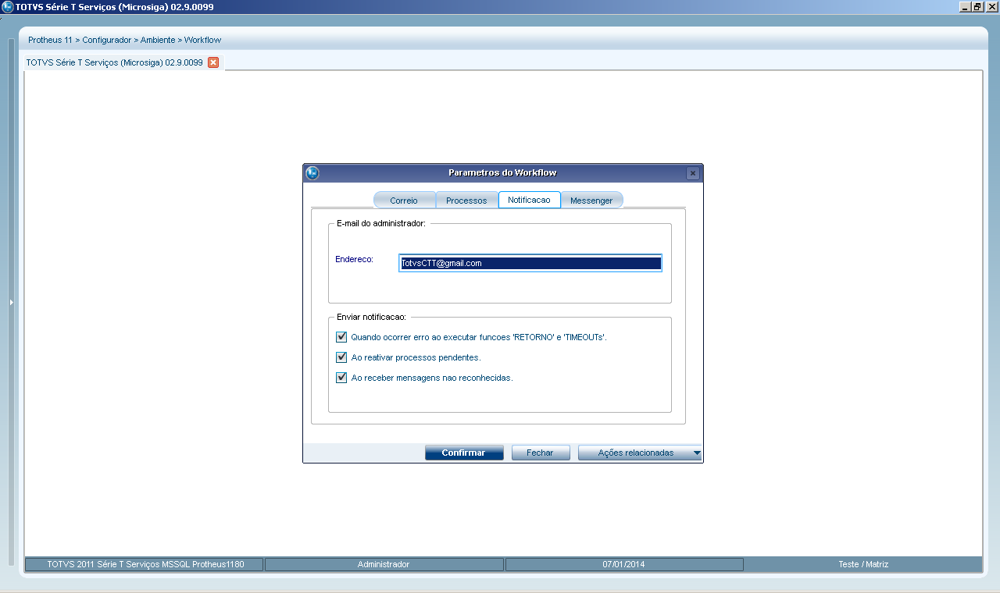 TOTVS Série T Serviços (Microsiga) 02.9.0099
Protheus 11 > Configurador > Ambiente > Workflow
TOTVS Série T Serviços (Microsiga) 02.9.0099
Parametros do Workflow
Correio Processos Notificacao Messenger
E-mail do administrador:
Endereco: TotvsCTT@gmail.com
Enviar notificacao:
Quando ocorrer erro ao executar funcoes 'RETORNO' e 'TIMEOUTs'.
Ao reativar processos pendentes.
Ao receber mensagens nao reconhecidas.
Confirmar Fechar Ações relacionadas
TOTVS 2011 Série T Serviços MSSQL Protheus1180 Administrador 07/01/2014 Teste / Matriz